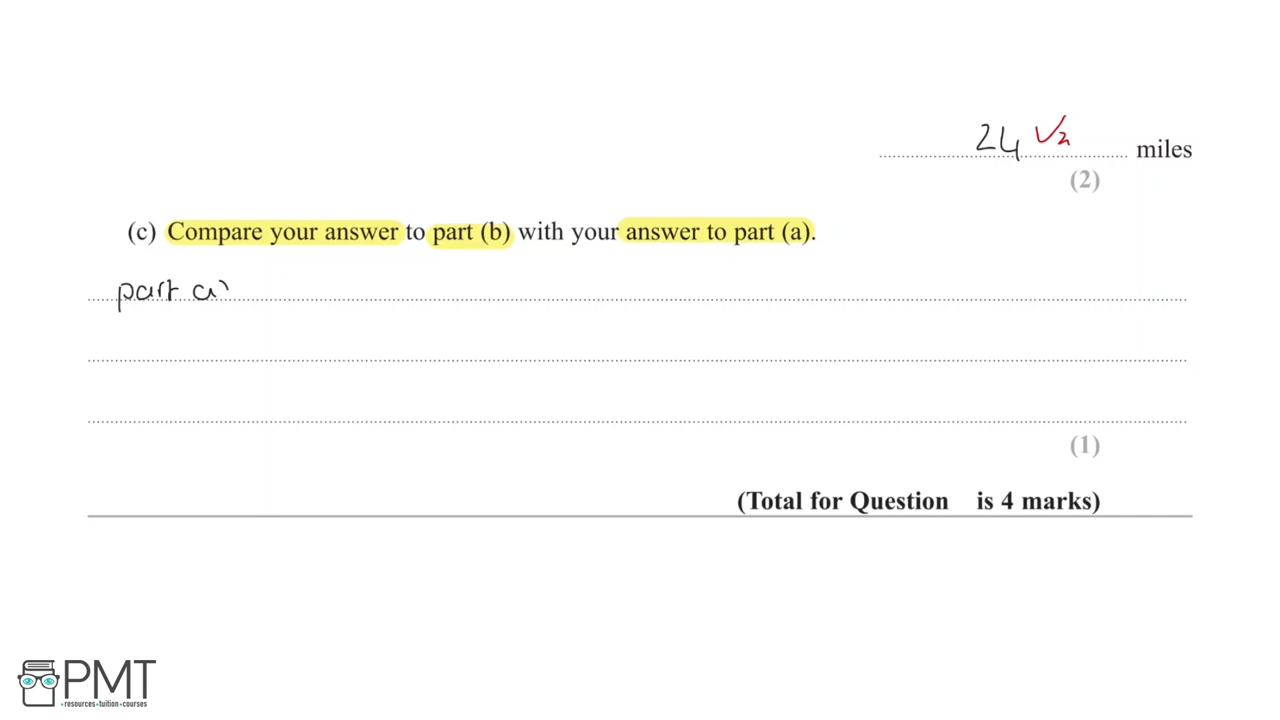 24 √2 miles
(2)
(c) Compare your answer to part (b) with your answer to part (a).
part a)
(1)
(Total for Question is 4 marks)
PMT
•resources•tuition•courses